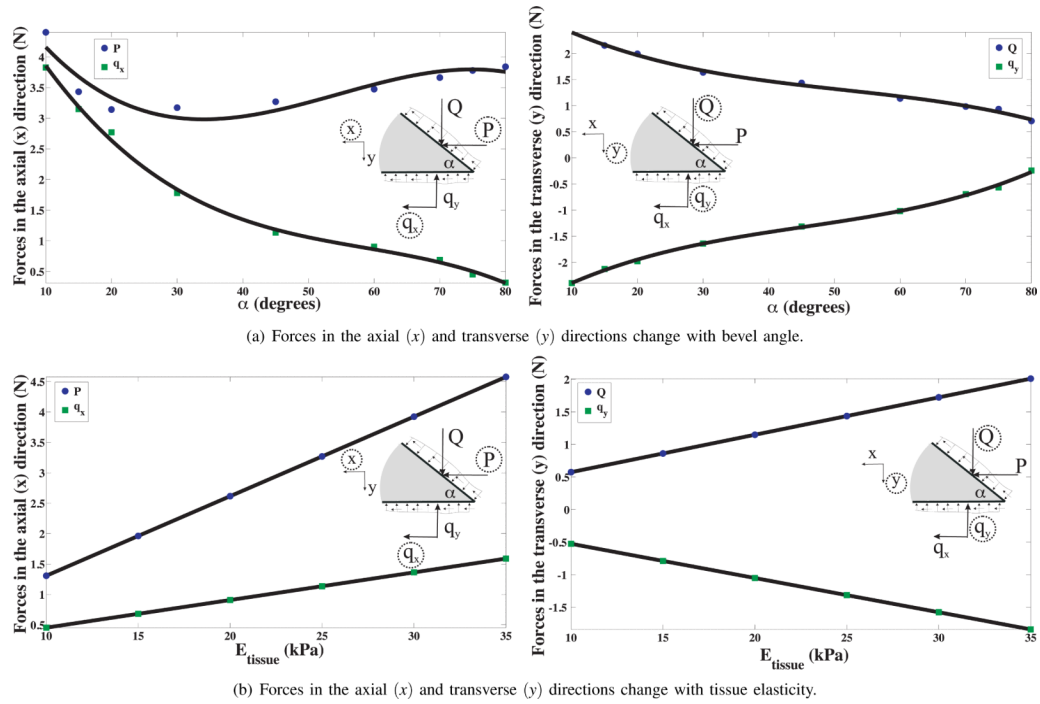 Forces in the axial (x) direction (N)
4
3.5
3
2.5
2
1.5
1
0.5
10 20 30 40 50 60 70 80
α (degrees)
P
qx
Q
P
x
y
α
qy
qx
Forces in the transverse (y) direction (N)
2
1.5
1
0.5
0
-0.5
-1
-1.5
-2
10 20 30 40 50 60 70 80
α (degrees)
Q
qy
Q
P
x
y
α
qx
qy
(a) Forces in the axial (x) and transverse (y) directions change with bevel angle.
Forces in the axial (x) direction (N)
4.5
4
3.5
3
2.5
2
1.5
1
0.5
10 15 20 25 30 35
Etissue (kPa)
P
qx
Q
P
x
y
α
qy
qx
Forces in the transverse (y) direction (N)
2
1.5
1
0.5
0
-0.5
-1
-1.5
10 15 20 25 30 35
Etissue (kPa)
Q
qy
Q
P
x
y
α
qx
qy
(b) Forces in the axial (x) and transverse (y) directions change with tissue elasticity.